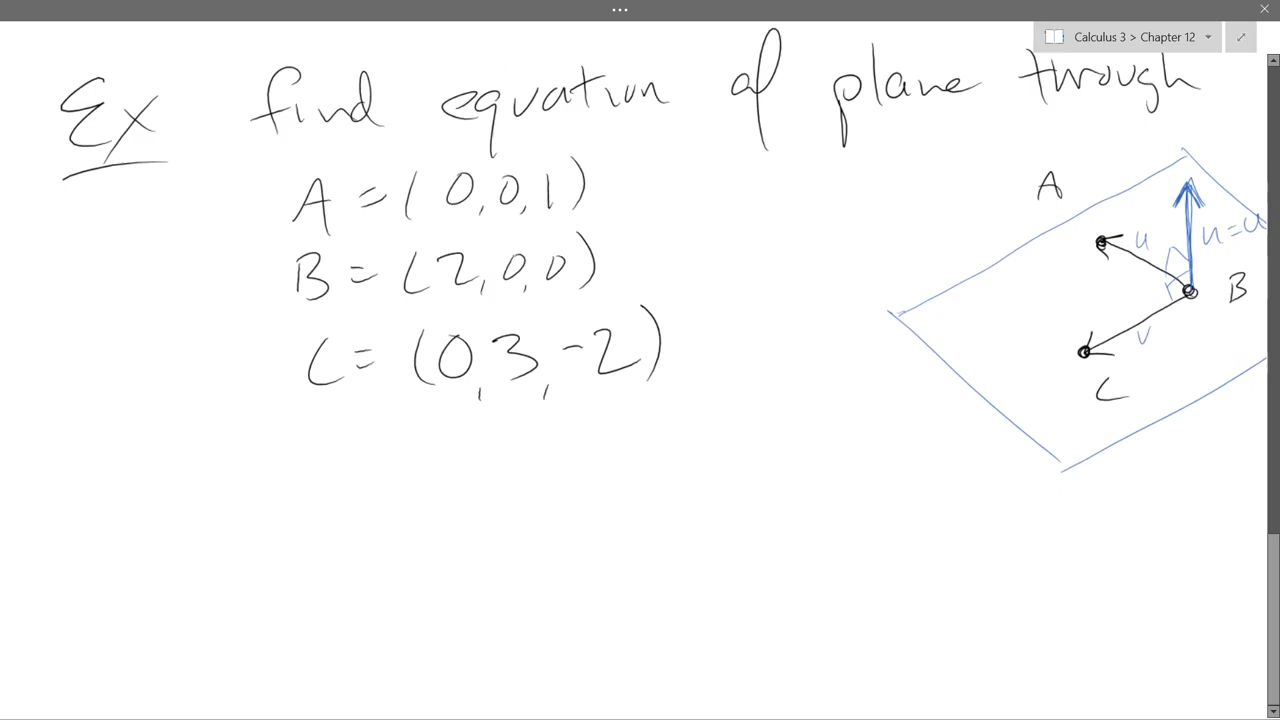 Calculus 3 > Chapter 12
Ex find equation of plane through
A = (0,0,1)
B = (2,0,0)
C = (0,3,-2)
A
u
n=u
B
v
C